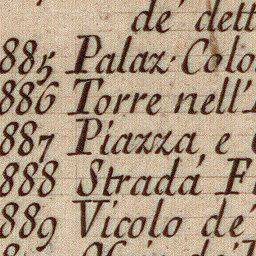 de' dett
885 Palaz: Colo
886 Torre nell'
887 Piazza, e
888 Strada F
889 Vicolo de'